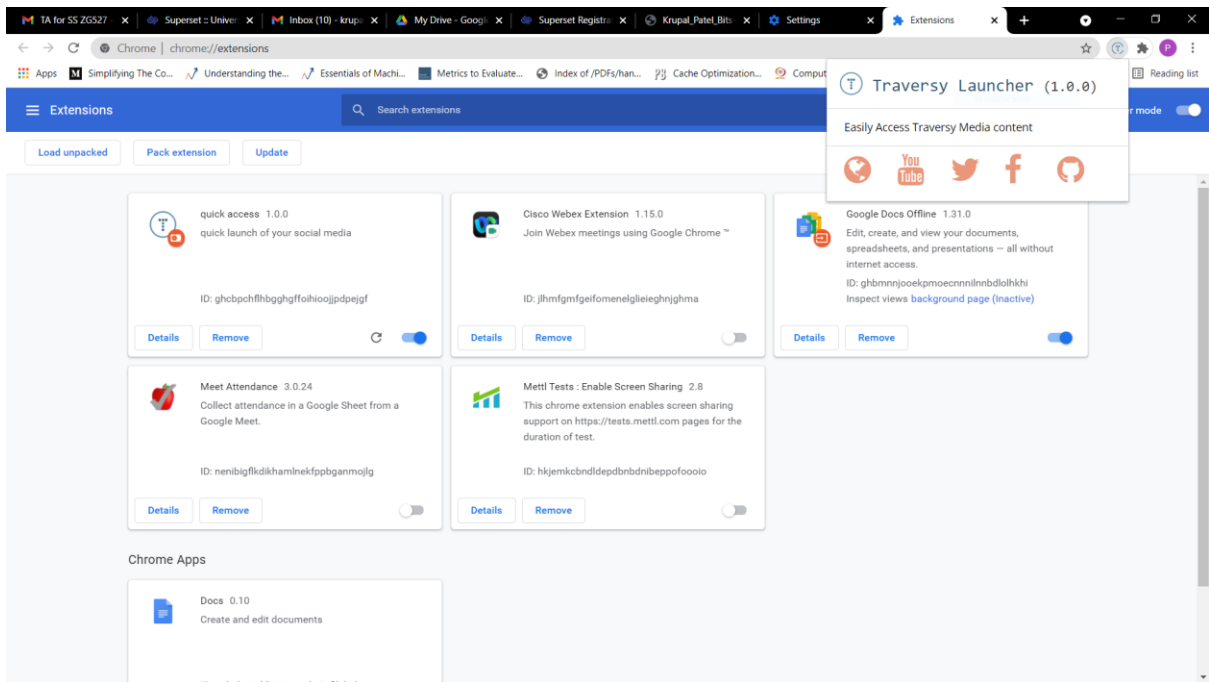 TA for SS ZG527
Superset :: Univer
Inbox (10) - krupa
My Drive - Googl
Superset Registra
Krupal_Patel_Bits
Settings
Extensions
Chrome | chrome://extensions
P
Apps
Simplifying The Co...
Understanding the...
Essentials of Machi...
Metrics to Evaluate...
Index of /PDFs/han...
Cache Optimization...
Comput
Reading list
Traversy Launcher (1.0.0)
Easily Access Traversy Media content
You
Tube
Extensions
Search extensions
r mode
Load unpacked
Pack extension
Update
quick access 1.0.0
quick launch of your social media
ID: ghcbpchflhbgghgffoihioojjpdpejgf
Details
Remove
Cisco Webex Extension 1.15.0
Join Webex meetings using Google Chrome ™
ID: jlhmfgmfgeifomenelglieieghnjghma
Details
Remove
Google Docs Offline 1.31.0
Edit, create, and view your documents,
spreadsheets, and presentations — all without
internet access.
ID: ghbmnnjooekpmoecnnnilnnbdlolhkhi
Inspect views background page (Inactive)
Details
Remove
Meet Attendance 3.0.24
Collect attendance in a Google Sheet from a
Google Meet.
ID: nenibigflkdikhamlnekfppbganmojlg
Details
Remove
Mettl Tests : Enable Screen Sharing 2.8
This chrome extension enables screen sharing
support on https://tests.mettl.com pages for the
duration of test.
ID: hkjemkcbndldepdbnbdnibeppofoooio
Details
Remove
Chrome Apps
Docs 0.10
Create and edit documents